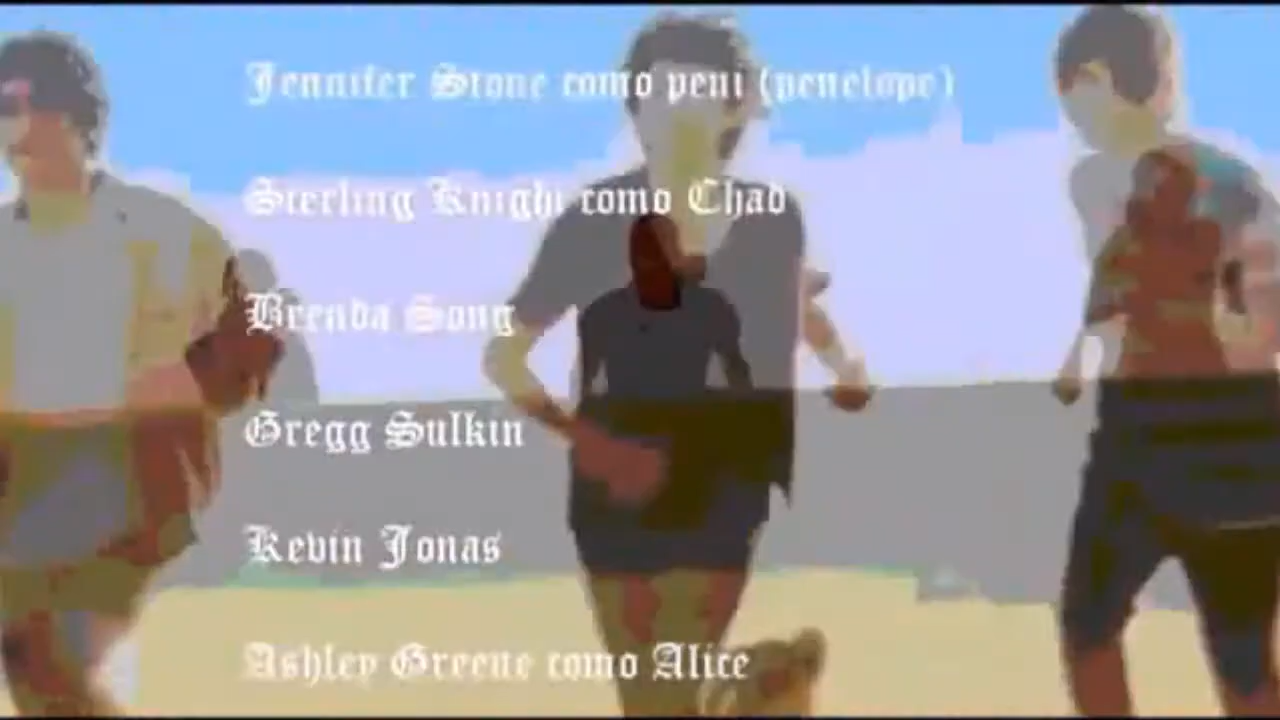 Jennifer Stone como peni (penelope)
Sterling Knight como Chad
Brenda Song
Gregg Sulkin
Kevin Jonas
Ashley Greene como Alice